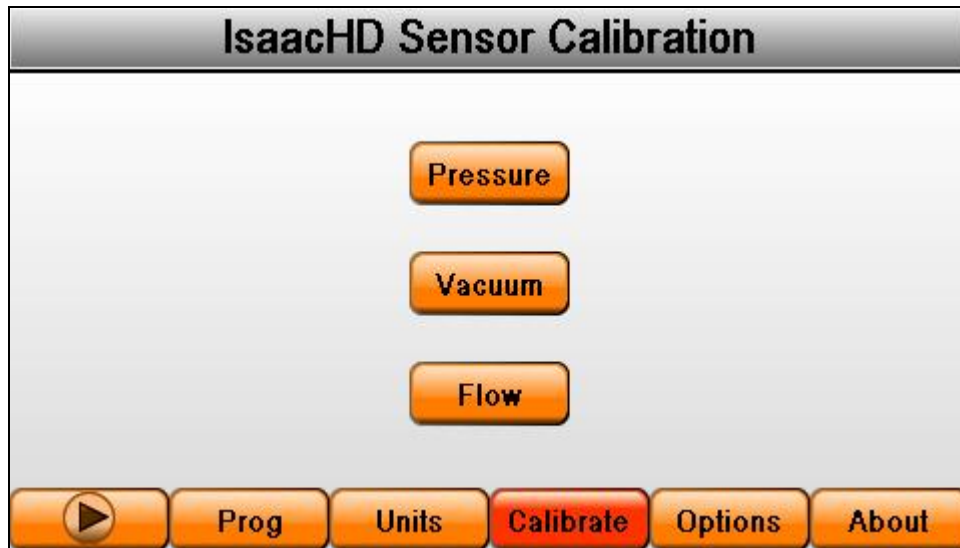 IsaacHD Sensor Calibration
Pressure
Vacuum
Flow
Prog Units Calibrate Options About